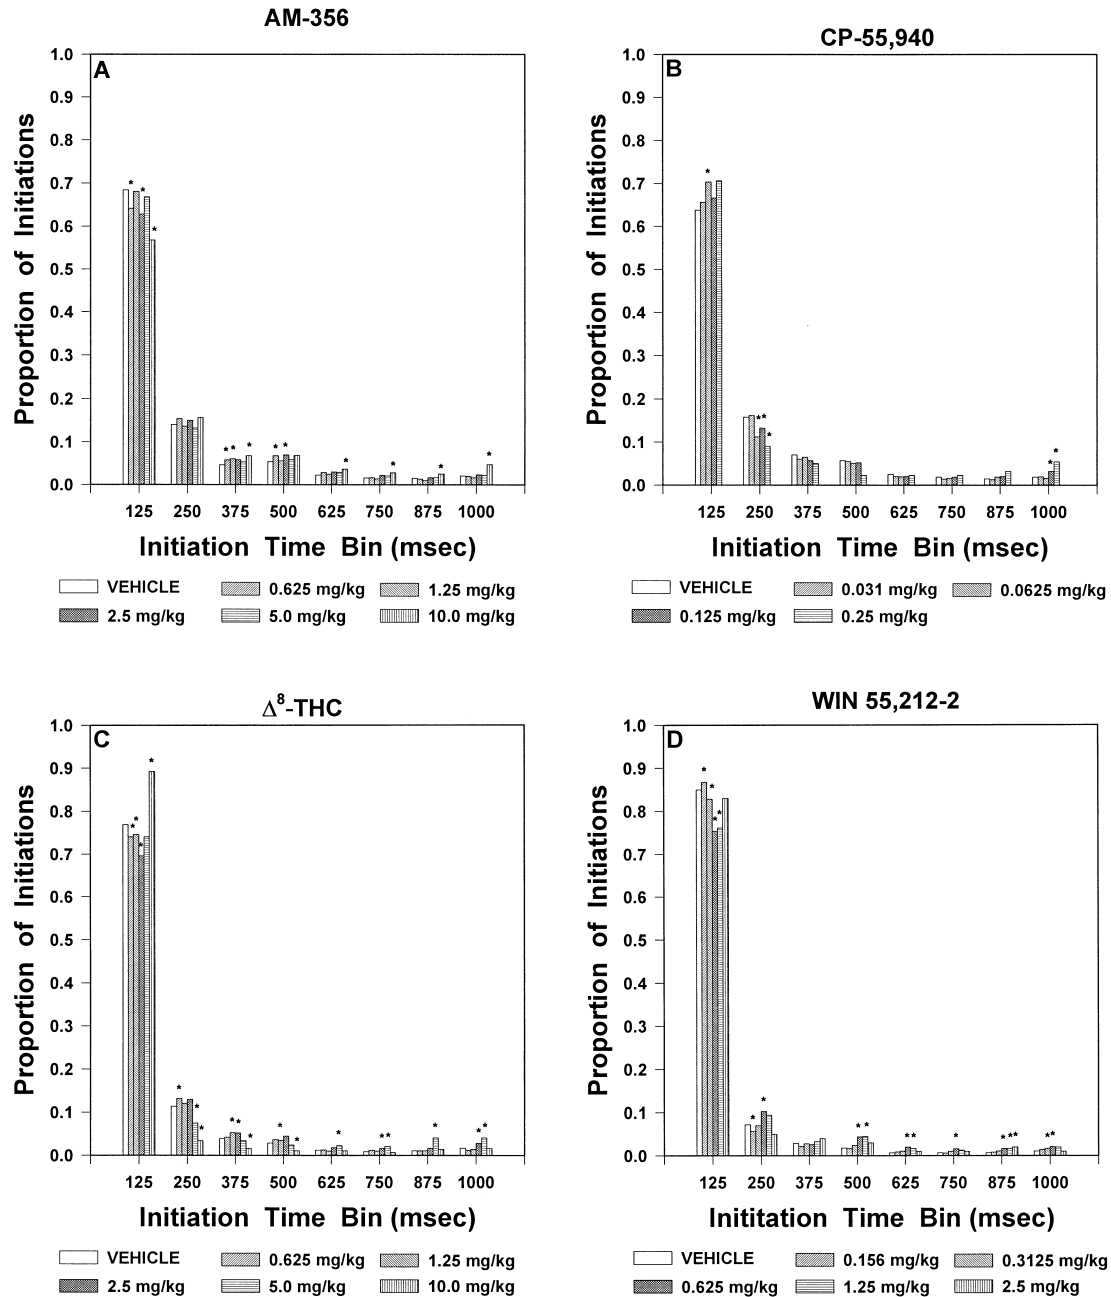 AM-356
A
1.0
0.9
0.8
0.7
0.6
0.5
0.4
0.3
0.2
0.1
0.0
Proportion of Initiations
* * *
* * *
* *
*
*
*
*
125 250 375 500 625 750 875 1000
Initiation Time Bin (msec)
VEHICLE 0.625 mg/kg 1.25 mg/kg
2.5 mg/kg 5.0 mg/kg 10.0 mg/kg
CP-55,940
B
1.0
0.9
0.8
0.7
0.6
0.5
0.4
0.3
0.2
0.1
0.0
Proportion of Initiations
*
* * *
* *
125 250 375 500 625 750 875 1000
Initiation Time Bin (msec)
VEHICLE 0.031 mg/kg 0.0625 mg/kg
0.125 mg/kg 0.25 mg/kg
Δ⁸-THC
C
1.0
0.9
0.8
0.7
0.6
0.5
0.4
0.3
0.2
0.1
0.0
Proportion of Initiations
* * * *
* * *
* * *
* *
*
* *
*
* *
125 250 375 500 625 750 875 1000
Initiation Time Bin (msec)
VEHICLE 0.625 mg/kg 1.25 mg/kg
2.5 mg/kg 5.0 mg/kg 10.0 mg/kg
WIN 55,212-2
D
1.0
0.9
0.8
0.7
0.6
0.5
0.4
0.3
0.2
0.1
0.0
Proportion of Initiations
* * * *
* *
* *
* *
*
* * *
* *
125 250 375 500 625 750 875 1000
Inititation Time Bin (msec)
VEHICLE 0.156 mg/kg 0.3125 mg/kg
0.625 mg/kg 1.25 mg/kg 2.5 mg/kg